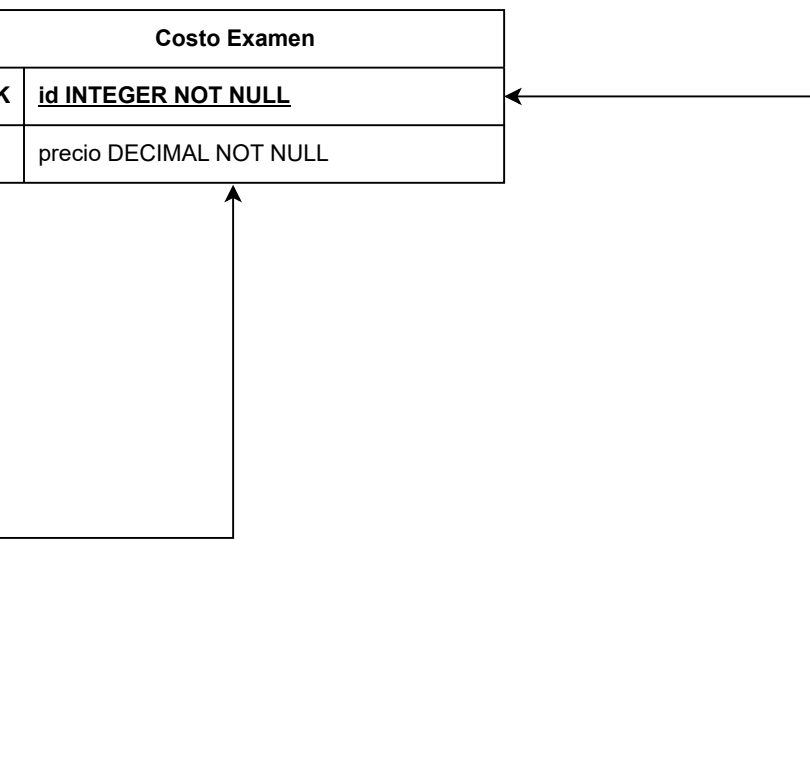 Costo Examen
K id INTEGER NOT NULL
precio DECIMAL NOT NULL